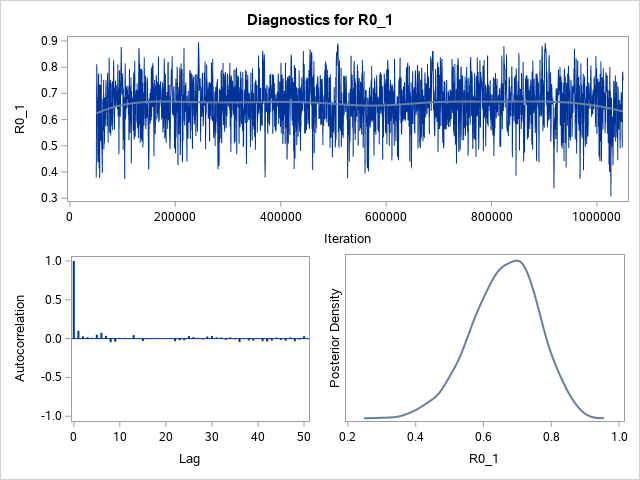 Diagnostics for R0_1
R0_1
0.9
0.8
0.7
0.6
0.5
0.4
0.3
0 200000 400000 600000 800000 1000000
Iteration
Autocorrelation
1.0
0.5
0.0
-0.5
-1.0
0 10 20 30 40 50
Lag
Posterior Density
0.2 0.4 0.6 0.8 1.0
R0_1